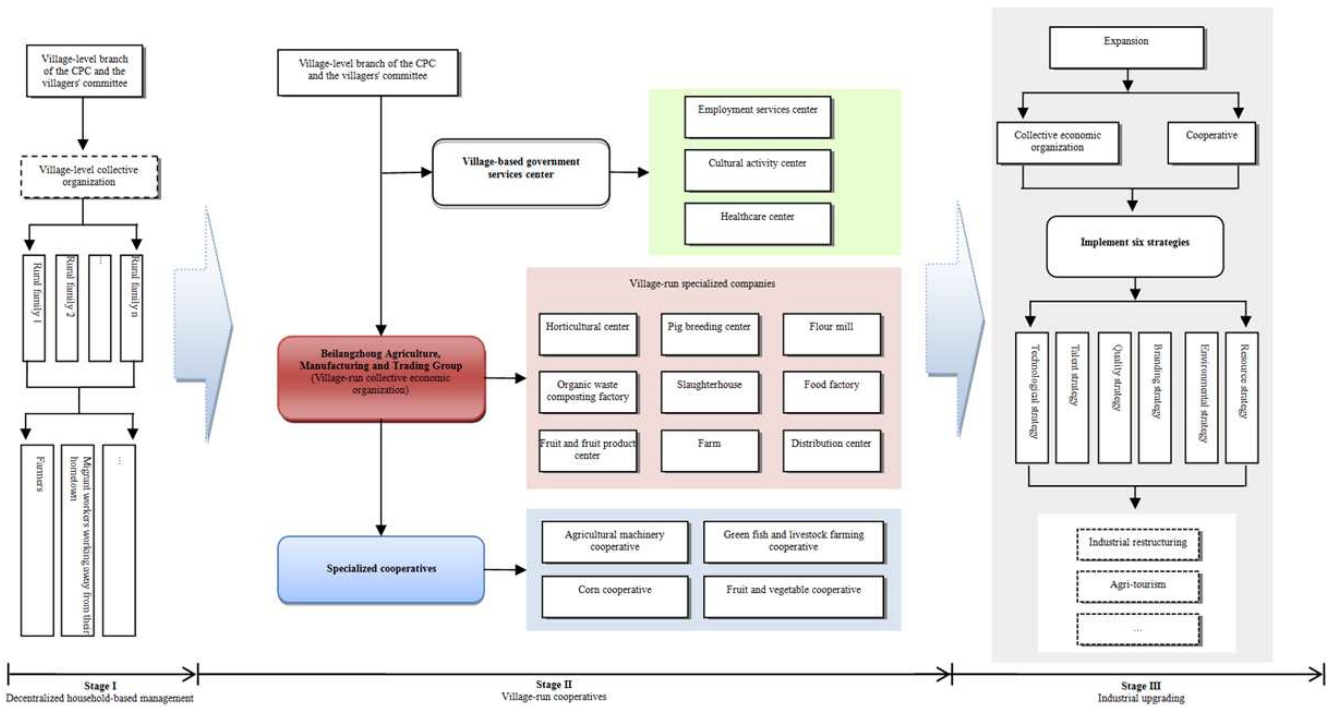 Village-level branch
of the CPC and the
villagers' committee
Village-level collective
organization
Rural family 1
Rural family 2
...
Rural family n
Farmers
Migrant workers working away from their
hometown
...
Village-level branch of the CPC
and the villagers' committee
Village-based government
services center
Employment services center
Cultural activity center
Healthcare center
Beilangzhong Agriculture,
Manufacturing and Trading Group
(Village-run collective economic
organization)
Village-run specialized companies
Horticultural center
Pig breeding center
Flour mill
Organic waste
composting factory
Slaughterhouse
Food factory
Fruit and fruit product
center
Farm
Distribution center
Specialized cooperatives
Agricultural machinery
cooperative
Green fish and livestock farming
cooperative
Corn cooperative
Fruit and vegetable cooperative
Expansion
Collective economic
organization
Cooperative
Implement six strategies
Technological strategy
Talent strategy
Quality strategy
Branding strategy
Environmental strategy
Resource strategy
Industrial restructuring
Agri-tourism
...
Stage I
Decentralized household-based management
Stage II
Village-run cooperatives
Stage III
Industrial upgrading